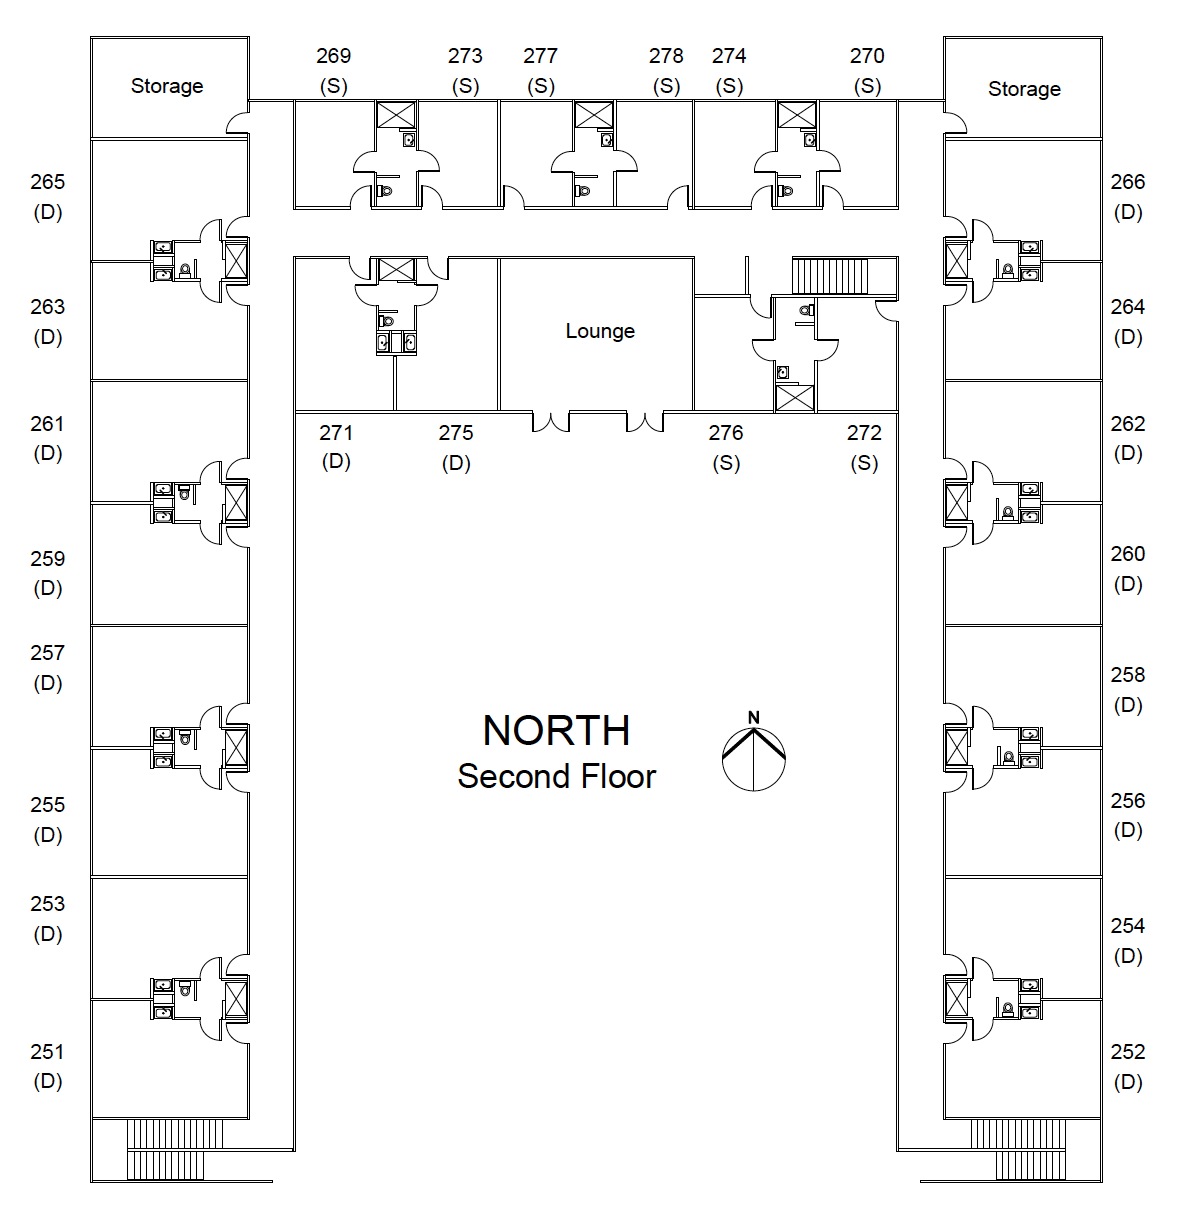 269 273 277 278 274 270
(S) (S) (S) (S) (S) (S)
Storage Storage
265 266
(D) (D)
263 264
(D) (D)
Lounge
261 262
(D) (D)
271 275 276 272
(D) (D) (S) (S)
259 260
(D) (D)
257 258
(D) (D)
NORTH
Second Floor
N
255 256
(D) (D)
253 254
(D) (D)
251 252
(D) (D)